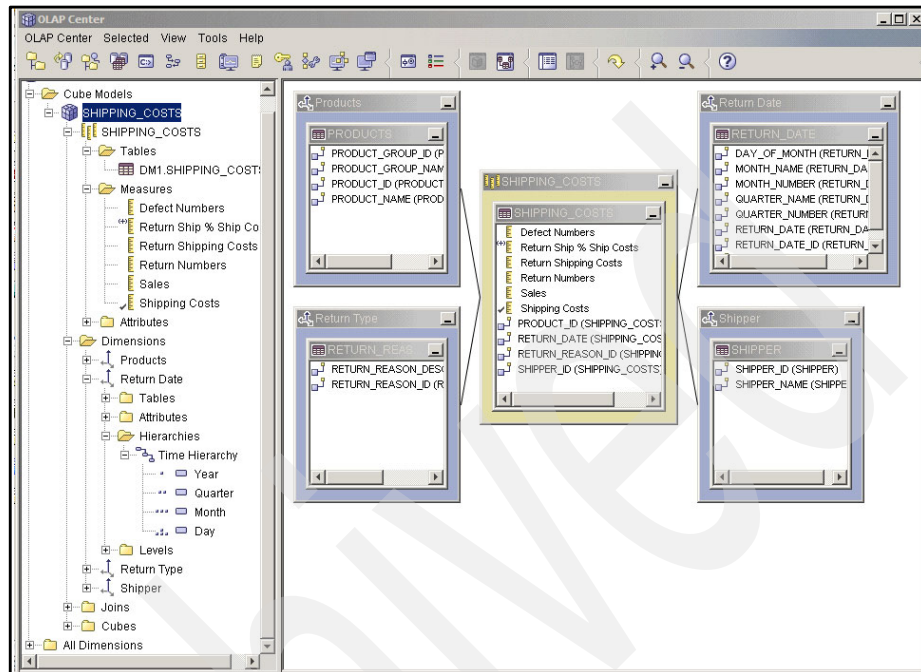 OLAP Center
OLAP Center Selected View Tools Help
Cube Models
SHIPPING_COSTS
SHIPPING_COSTS
Tables
DM1.SHIPPING_COST
Measures
Defect Numbers
Return Ship % Ship Co
Return Shipping Costs
Return Numbers
Sales
Shipping Costs
Attributes
Dimensions
Products
Return Date
Tables
Attributes
Hierarchies
Time Hierarchy
Year
Quarter
Month
Day
Levels
Return Type
Shipper
Joins
Cubes
All Dimensions
Products
PRODUCTS
PRODUCT_GROUP_ID (P
PRODUCT_GROUP_NAM
PRODUCT_ID (PRODUCT
PRODUCT_NAME (PROD
Return Type
RETURN_REAS
RETURN_REASON_DESC
RETURN_REASON_ID (R
SHIPPING_COSTS
SHIPPING_COSTS
Defect Numbers
Return Ship % Ship Costs
Return Shipping Costs
Return Numbers
Sales
Shipping Costs
PRODUCT_ID (SHIPPING_COST
RETURN_DATE (SHIPPING_COS
RETURN_REASON_ID (SHIPPING
SHIPPER_ID (SHIPPING_COSTS)
Return Date
RETURN_DATE
DAY_OF_MONTH (RETURN_
MONTH_NAME (RETURN_DA
MONTH_NUMBER (RETURN_
QUARTER_NAME (RETURN_
QUARTER_NUMBER (RETURN
RETURN_DATE (RETURN_DA
RETURN_DATE_ID (RETURN_
Shipper
SHIPPER
SHIPPER_ID (SHIPPER)
SHIPPER_NAME (SHIPPE